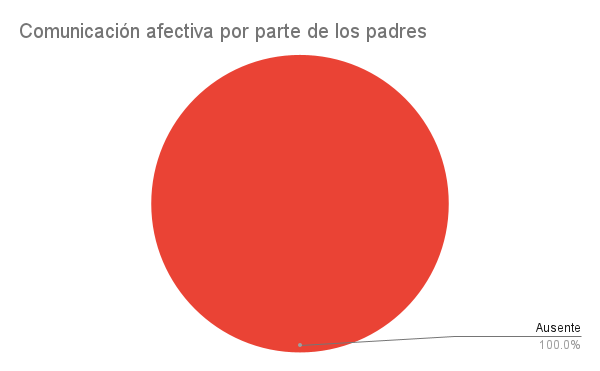 Comunicación afectiva por parte de los padres
Ausente
100.0%